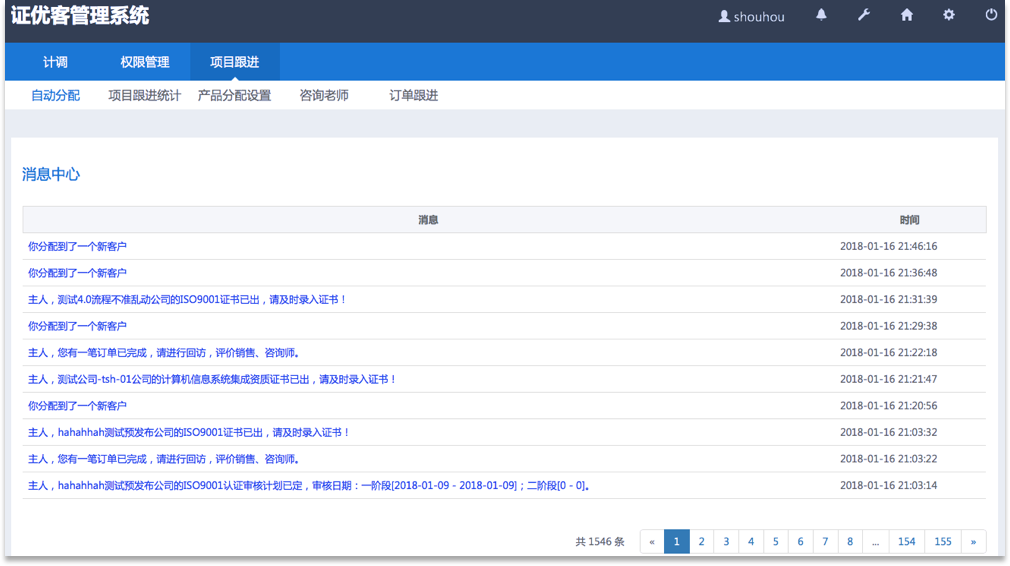 证优客管理系统
shouhou
计调 权限管理 项目跟进
自动分配 项目跟进统计 产品分配设置 咨询老师 订单跟进
消息中心
消息 时间
你分配到了一个新客户 2018-01-16 21:46:16
你分配到了一个新客户 2018-01-16 21:36:48
主人，测试4.0流程不准乱动公司的ISO9001证书已出，请及时录入证书！ 2018-01-16 21:31:39
你分配到了一个新客户 2018-01-16 21:29:38
主人，您有一笔订单已完成，请进行回访，评价销售、咨询师。 2018-01-16 21:22:18
主人，测试公司-tsh-01公司的计算机信息系统集成资质证书已出，请及时录入证书！ 2018-01-16 21:21:47
你分配到了一个新客户 2018-01-16 21:20:56
主人，hahahhah测试预发布公司的ISO9001证书已出，请及时录入证书！ 2018-01-16 21:03:32
主人，您有一笔订单已完成，请进行回访，评价销售、咨询师。 2018-01-16 21:03:22
主人，hahahhah测试预发布公司的ISO9001认证审核计划已定，审核日期：一阶段[2018-01-09 - 2018-01-09]；二阶段[0 - 0]。 2018-01-16 21:03:14
共 1546 条 « 1 2 3 4 5 6 7 8 ... 154 155 »